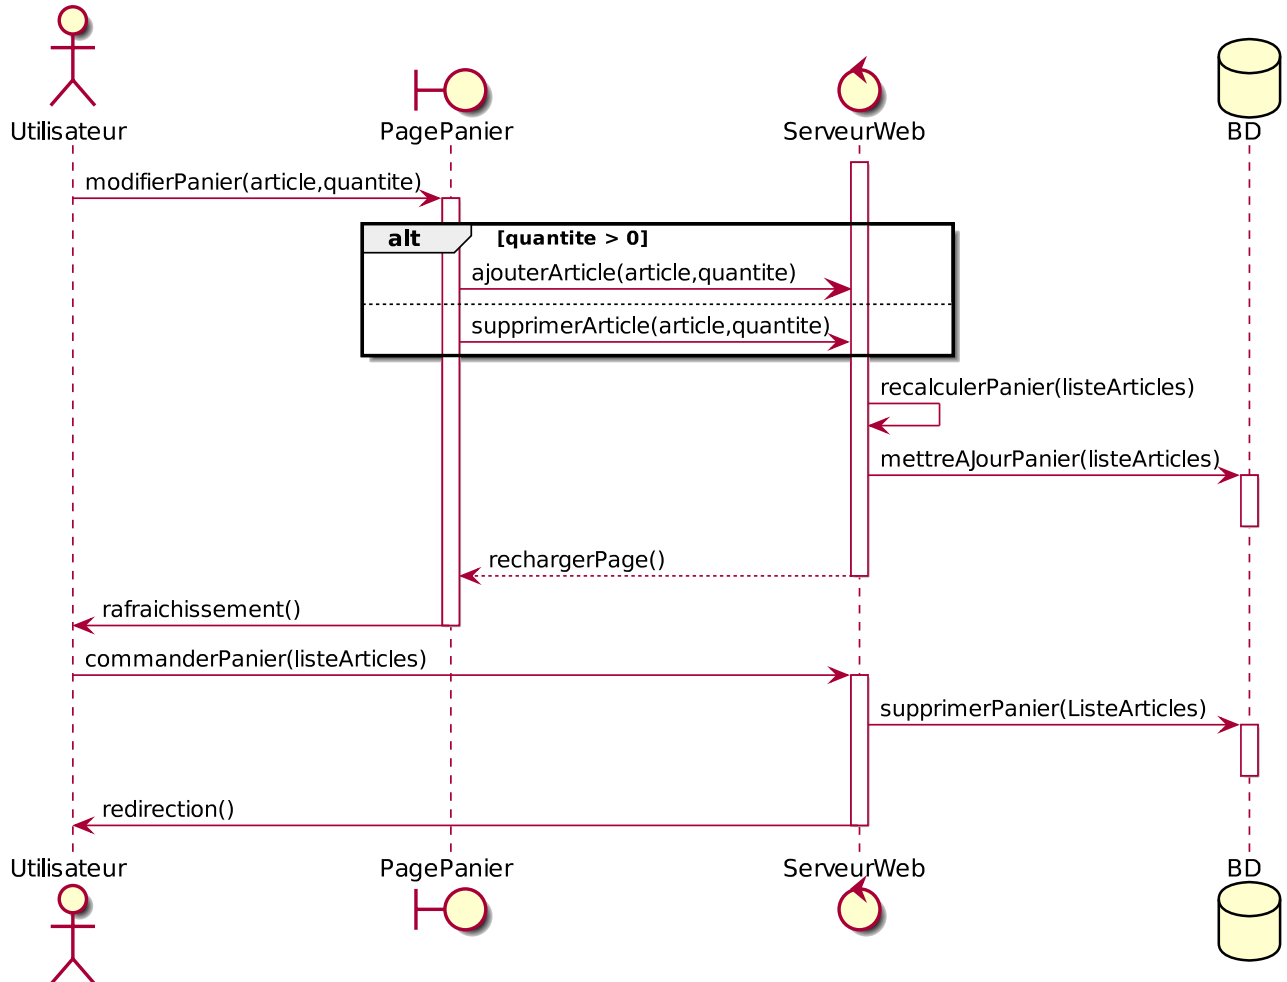 Utilisateur
PagePanier
ServeurWeb
BD
modifierPanier(article,quantite)
alt
[quantite > 0]
ajouterArticle(article,quantite)
supprimerArticle(article,quantite)
recalculerPanier(listeArticles)
mettreAJourPanier(listeArticles)
rechargerPage()
rafraichissement()
commanderPanier(listeArticles)
supprimerPanier(ListeArticles)
redirection()
Utilisateur
PagePanier
ServeurWeb
BD